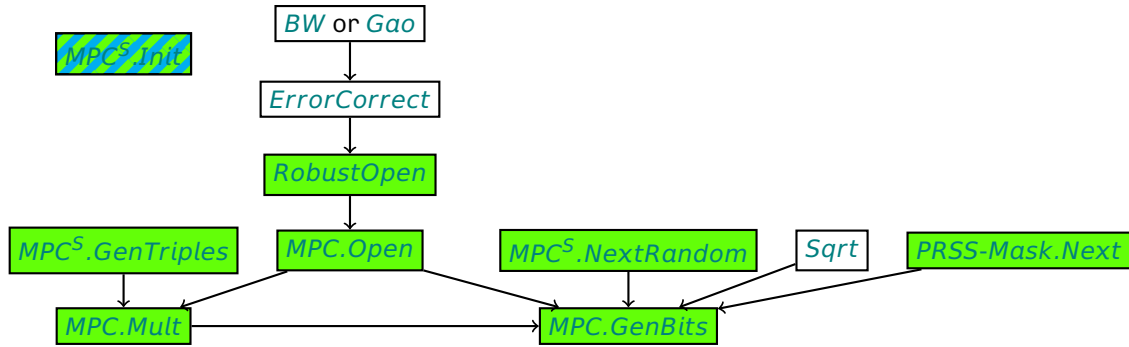 BW or Gao
MPC^S.Init
ErrorCorrect
RobustOpen
MPC^S.GenTriples
MPC.Open
MPC^S.NextRandom
Sqrt
PRSS-Mask.Next
MPC.Mult
MPC.GenBits